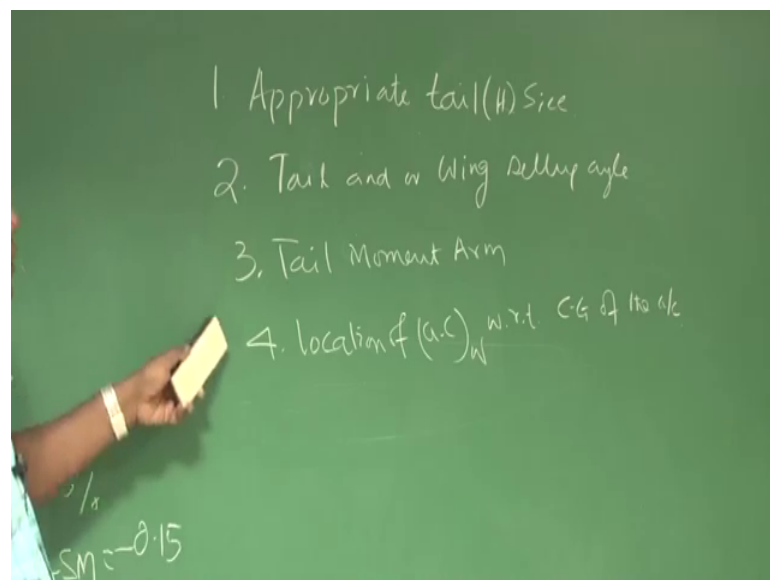 1 Appropriate tail (H) Size
2. Tail and or Wing setting angle
3. Tail Moment Arm
4. location of (a.c)w w.r.t. C.G of the a/c
%
SM = -0.15